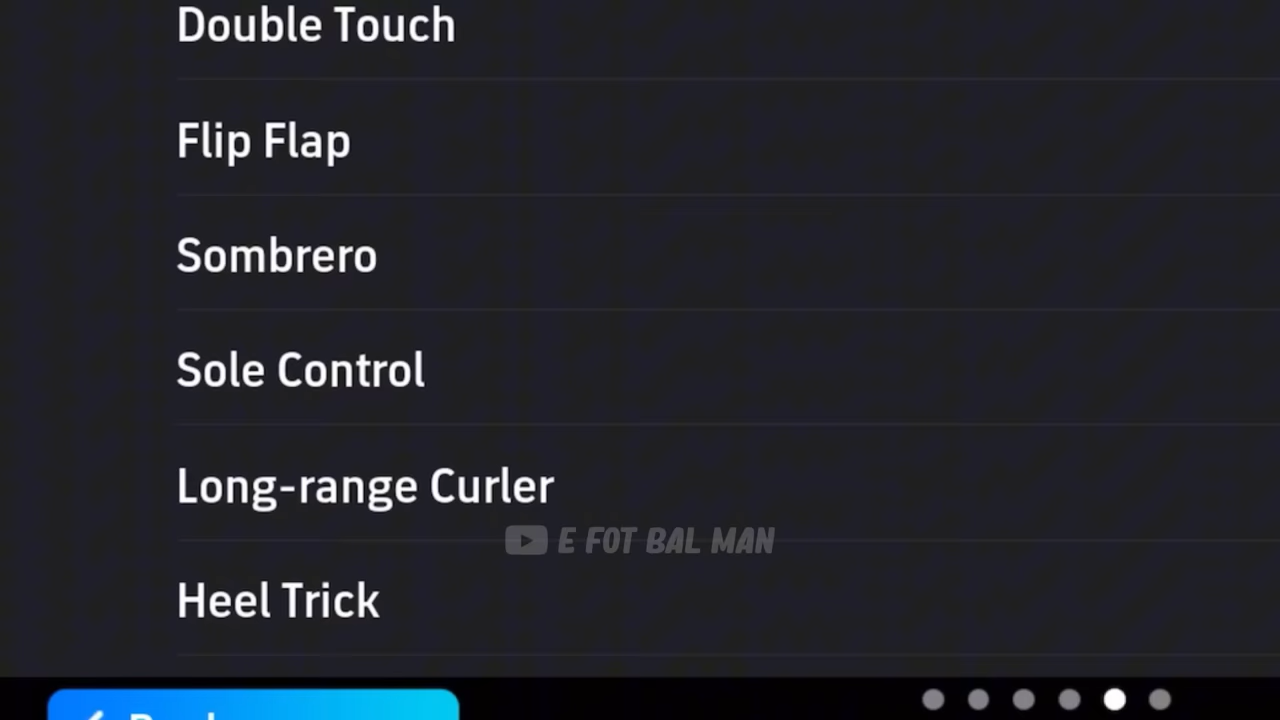 Double Touch
Flip Flap
Sombrero
Sole Control
Long-range Curler
E FOT BAL MAN
Heel Trick